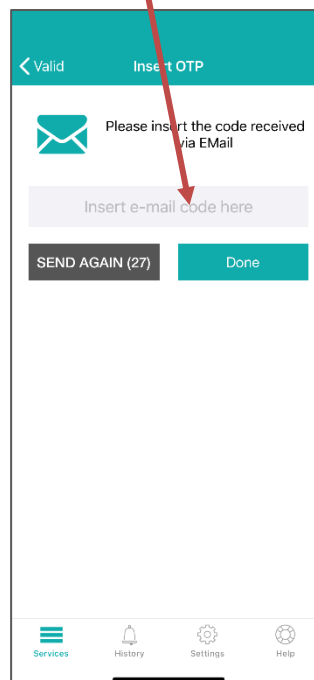 Valid
Insert OTP
Please insert the code received
via EMail
Insert e-mail code here
SEND AGAIN (27)
Done
Services
History
Settings
Help